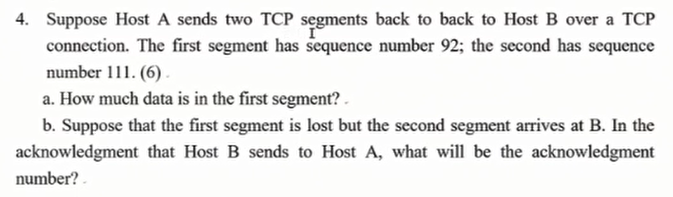 4. Suppose Host A sends two TCP segments back to back to Host B over a TCP
connection. The first segment has sequence number 92; the second has sequence
number 111. (6)
a. How much data is in the first segment?
b. Suppose that the first segment is lost but the second segment arrives at B. In the
acknowledgment that Host B sends to Host A, what will be the acknowledgment
number?